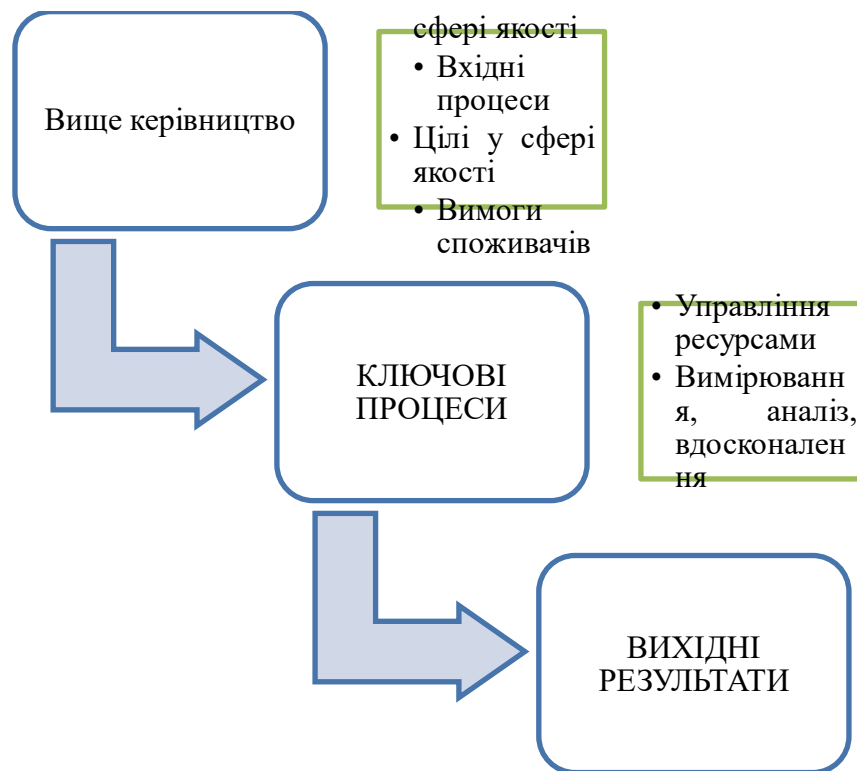 Вище керівництво
сфері якості
• Вхідні
процеси
• Цілі у сфері
якості
• Вимоги
споживачів
КЛЮЧОВІ
ПРОЦЕСИ
• Управління
ресурсами
• Вимірюванн
я, аналіз,
вдосконален
ня
ВИХІДНІ
РЕЗУЛЬТАТИ